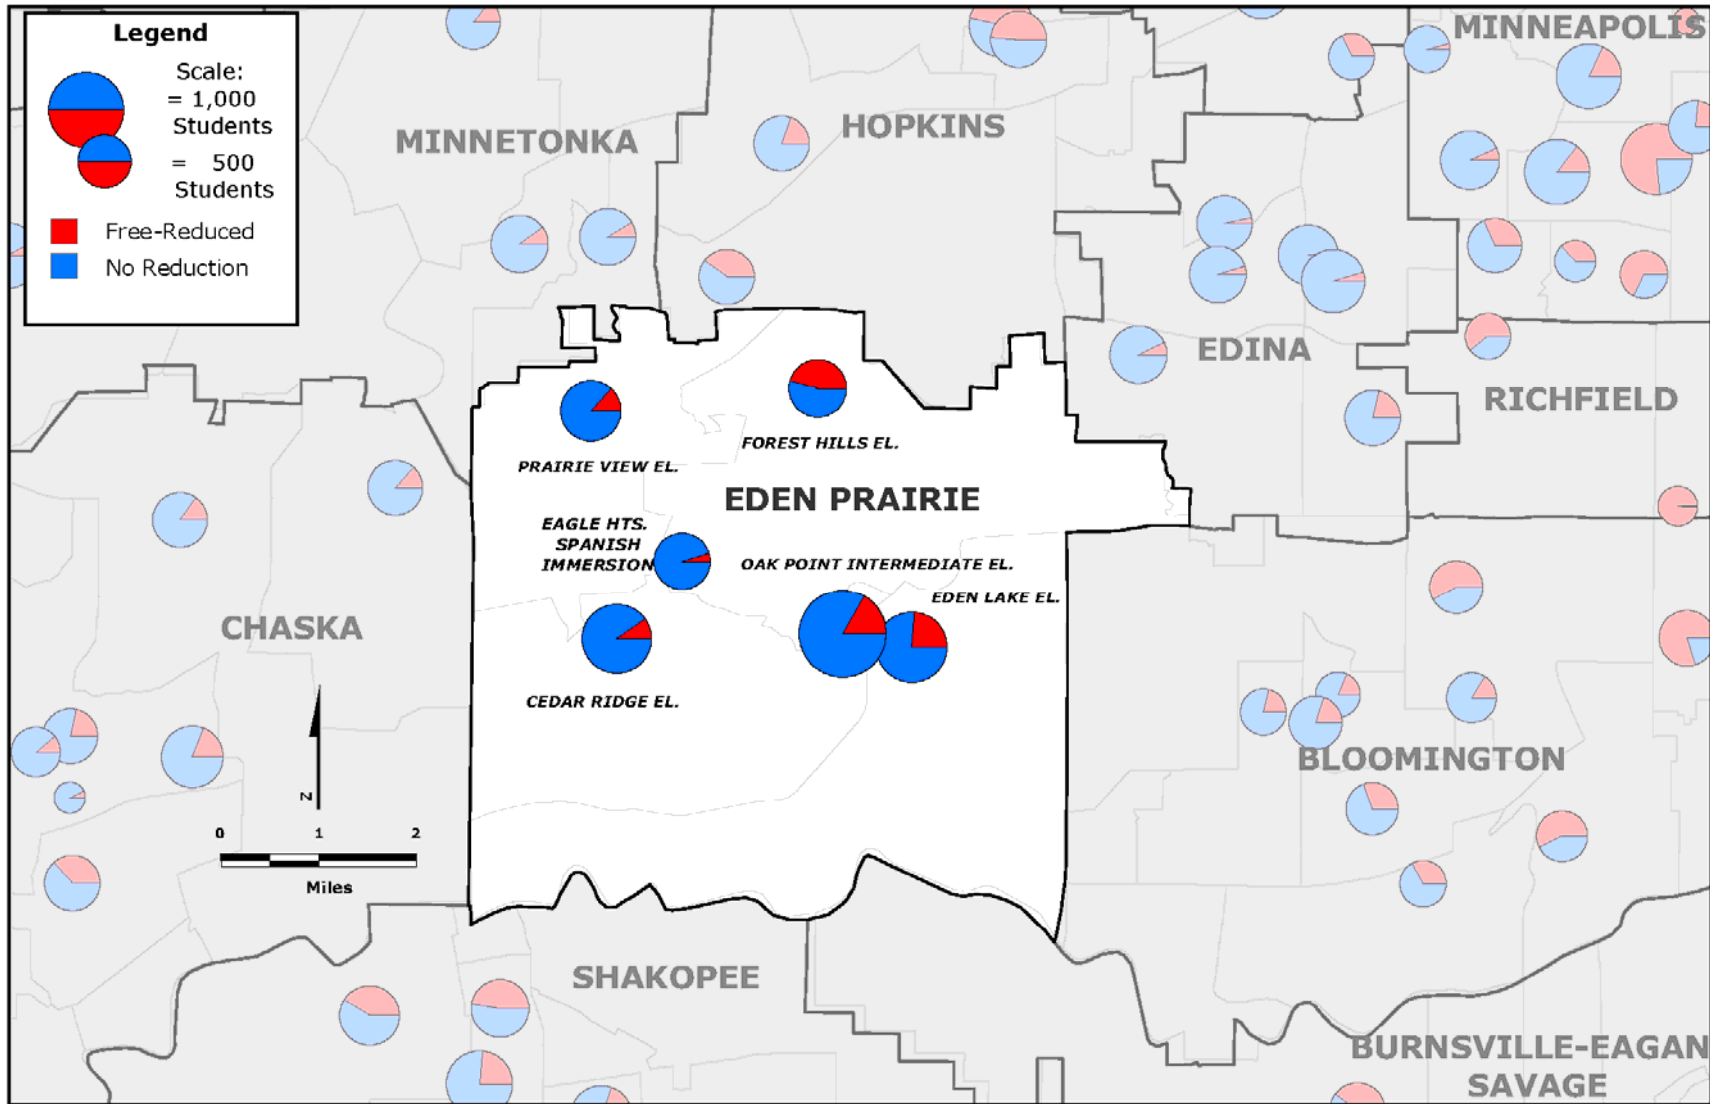 Legend
Scale:
= 1,000
Students
= 500
Students
Free-Reduced
No Reduction
MINNETONKA
HOPKINS
MINNEAPOLIS
EDINA
RICHFIELD
FOREST HILLS EL.
PRAIRIE VIEW EL.
EDEN PRAIRIE
EAGLE HTS.
SPANISH
IMMERSION
OAK POINT INTERMEDIATE EL.
EDEN LAKE EL.
CHASKA
CEDAR RIDGE EL.
BLOOMINGTON
N
0 1 2
Miles
SHAKOPEE
BURNSVILLE-EAGAN
SAVAGE